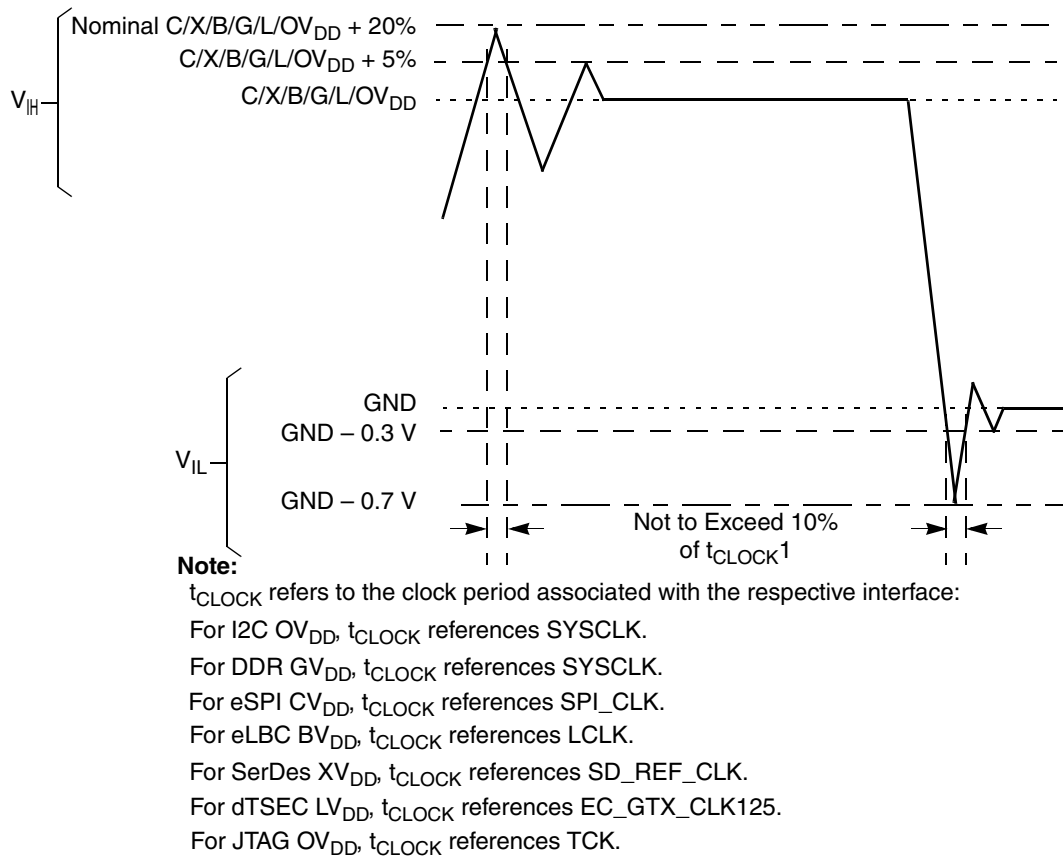 Nominal C/X/B/G/L/OVDD + 20%
C/X/B/G/L/OVDD + 5%
C/X/B/G/L/OVDD
VIH
GND
GND – 0.3 V
VIL
GND – 0.7 V
Not to Exceed 10%
of tCLOCK1
Note:
tCLOCK refers to the clock period associated with the respective interface:
For I2C OVDD, tCLOCK references SYSCLK.
For DDR GVDD, tCLOCK references SYSCLK.
For eSPI CVDD, tCLOCK references SPI_CLK.
For eLBC BVDD, tCLOCK references LCLK.
For SerDes XVDD, tCLOCK references SD_REF_CLK.
For dTSEC LVDD, tCLOCK references EC_GTX_CLK125.
For JTAG OVDD, tCLOCK references TCK.